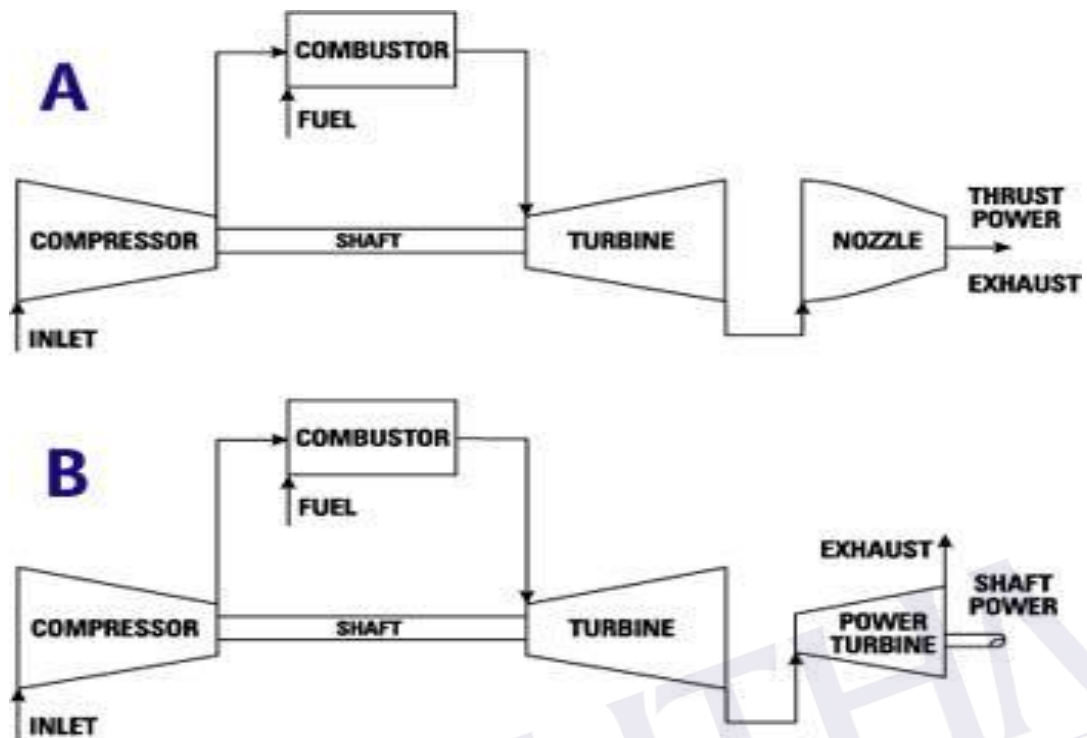 A
COMBUSTOR
FUEL
COMPRESSOR
SHAFT
TURBINE
NOZZLE
THRUST
POWER
EXHAUST
INLET
B
COMBUSTOR
FUEL
COMPRESSOR
SHAFT
TURBINE
EXHAUST
POWER
TURBINE
SHAFT
POWER
INLET